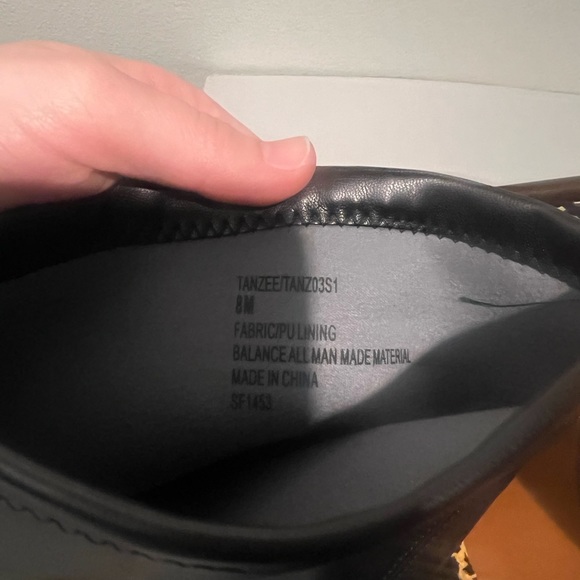 TANZEE/TANZ03S1
8M
FABRIC/PU LINING
BALANCE ALL MAN MADE MATERIAL
MADE IN CHINA
SF1453